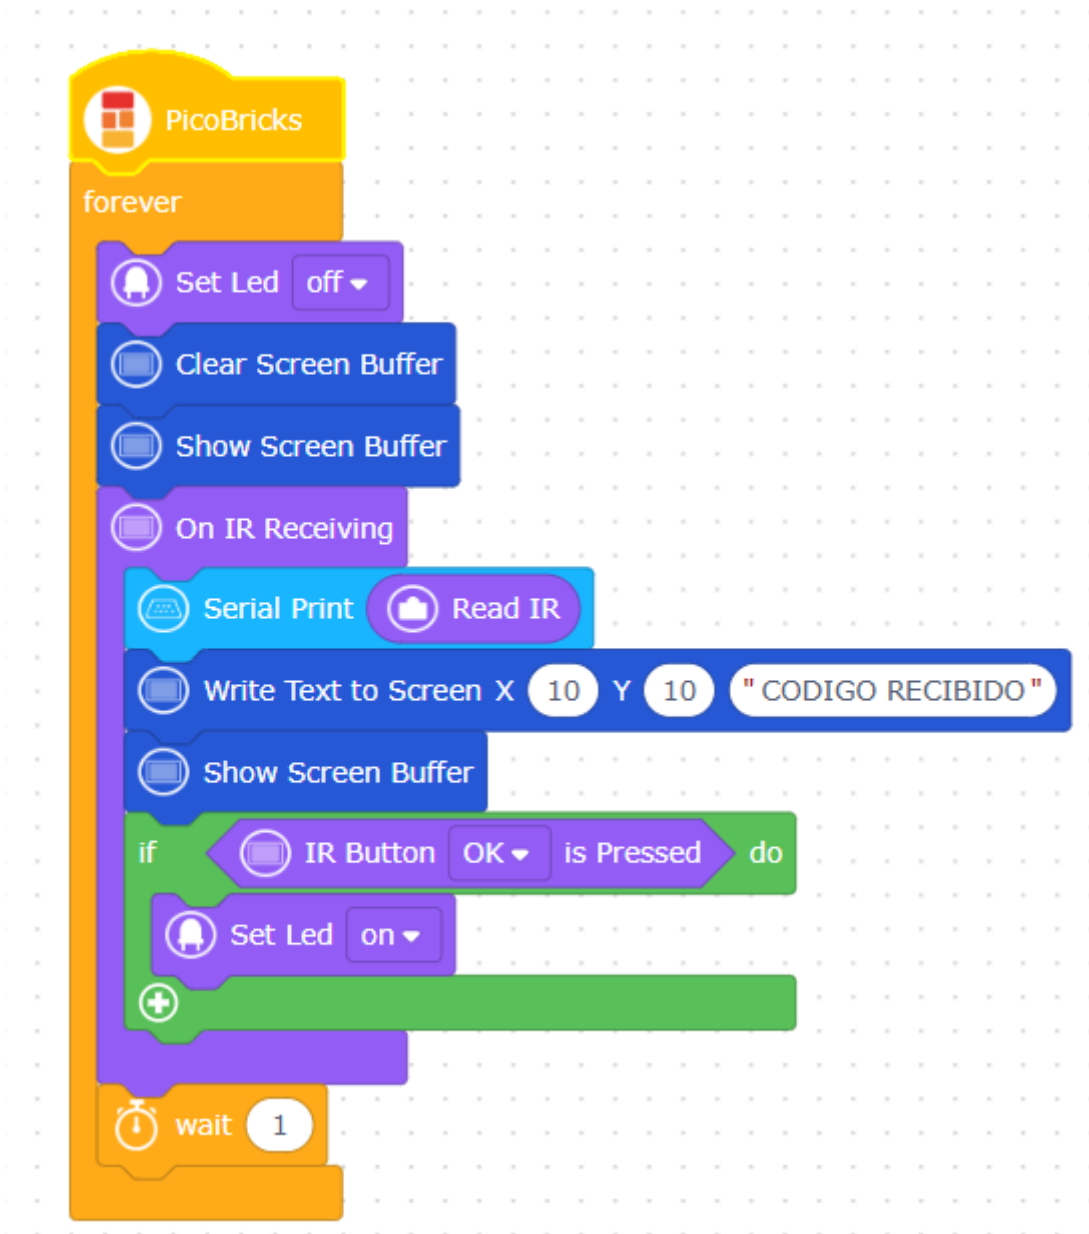 PicoBricks
forever
Set Led off
Clear Screen Buffer
Show Screen Buffer
On IR Receiving
Serial Print Read IR
Write Text to Screen X 10 Y 10 "CODIGO RECIBIDO"
Show Screen Buffer
if IR Button OK is Pressed do
Set Led on
wait 1